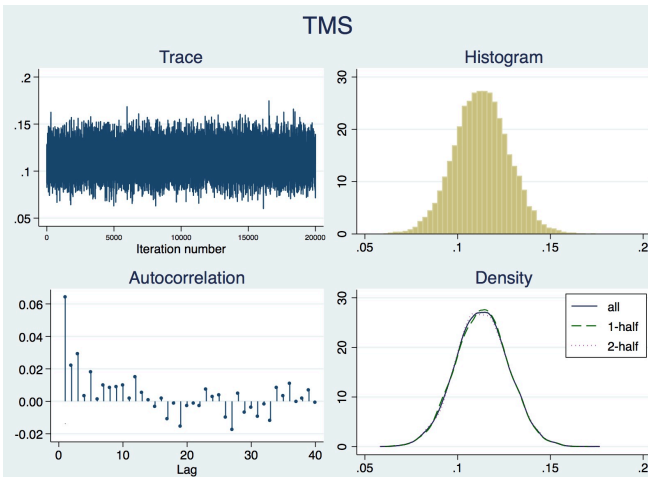 TMS
Trace
.2
.15
.1
.05
0 5000 10000 15000 20000
Iteration number
Histogram
30
20
10
0
.05 .1 .15 .2
Autocorrelation
0.06
0.04
0.02
0.00
-0.02
0 10 20 30 40
Lag
Density
30
20
10
0
.05 .1 .15 .2
all
1-half
2-half